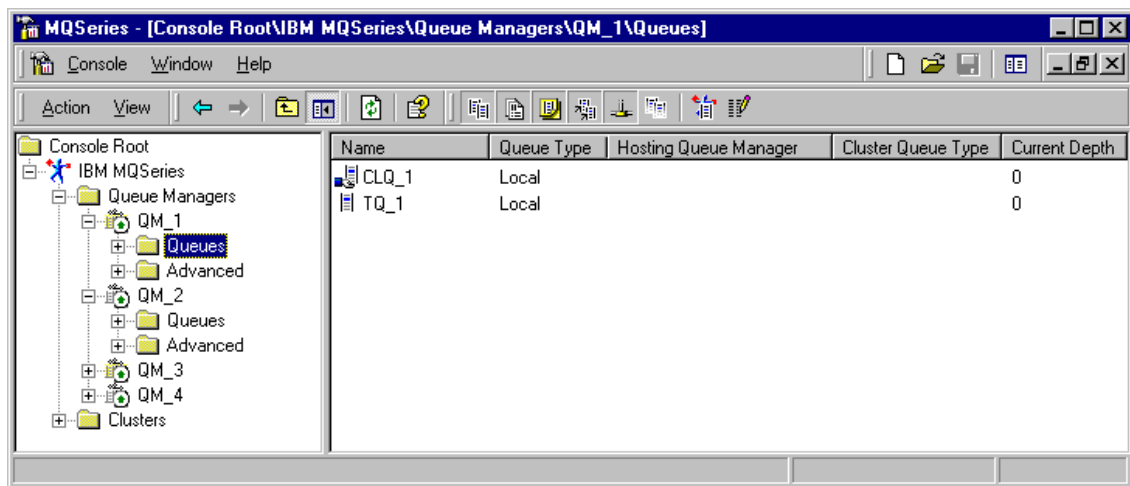 MQSeries - [Console Root\IBM MQSeries\Queue Managers\QM_1\Queues]
Console Window Help
Action View
Console Root
IBM MQSeries
Queue Managers
QM_1
Queues
Advanced
QM_2
Queues
Advanced
QM_3
QM_4
Clusters
Name Queue Type Hosting Queue Manager Cluster Queue Type Current Depth
CLQ_1 Local 0
TQ_1 Local 0